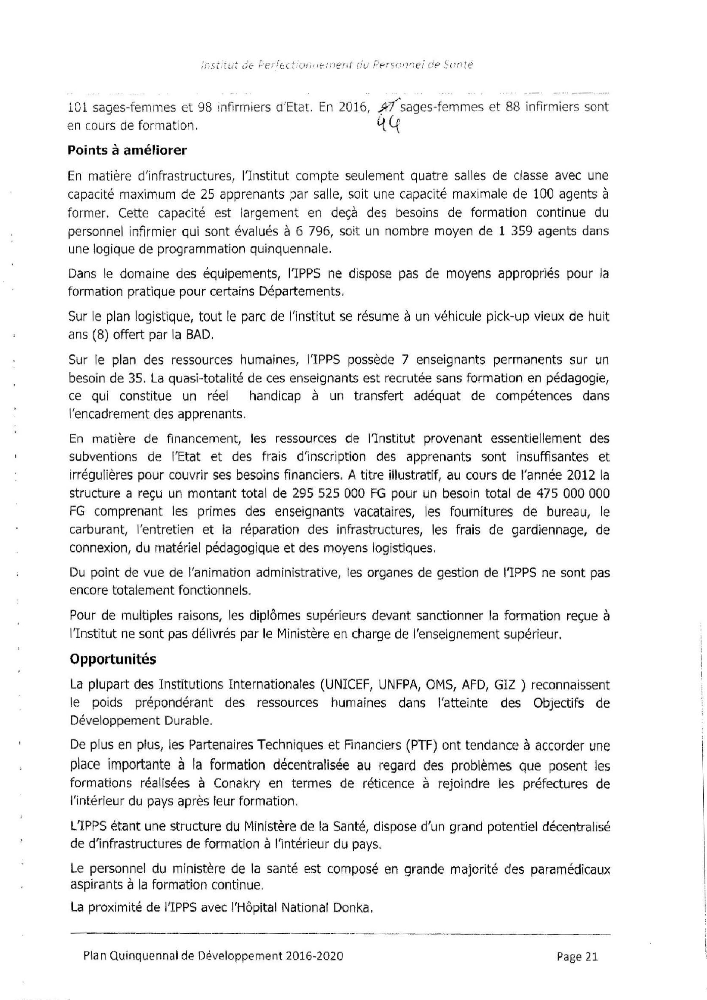 Institut de Perfectionnement du Personnel de Santé
101 sages-femmes et 98 infirmiers d'Etat. En 2016, sages-femmes et 88 infirmiers sont
44
en cours de formation.
Points à améliorer
En matière d'infrastructures, l'Institut compte seulement quatre salles de classe avec une
capacité maximum de 25 apprenants par salle, soit une capacité maximale de 100 agents à
former. Cette capacité est largement en deçà des besoins de formation continue du
personnel infirmier qui sont évalués à 6 796, soit un nombre moyen de 1 359 agents dans
une logique de programmation quinquennale.
Dans le domaine des équipements, l'IPPS ne dispose pas de moyens appropriés pour la
formation pratique pour certains Départements.
Sur le plan logistique, tout le parc de l'institut se résume à un véhicule pick-up vieux de huit
ans (8) offert par la BAD.
Sur le plan des ressources humaines, l'IPPS possède 7 enseignants permanents sur un
besoin de 35. La quasi-totalité de ces enseignants est recrutée sans formation en pédagogie,
ce qui constitue un réel handicap à un transfert adéquat de compétences dans
l'encadrement des apprenants.
En matière de financement, les ressources de l'Institut provenant essentiellement des
subventions de l'Etat et des frais d'inscription des apprenants sont insuffisantes et
irrégulières pour couvrir ses besoins financiers. A titre illustratif, au cours de l'année 2012 la
structure a reçu un montant total de 295 525 000 FG pour un besoin total de 475 000 000
FG comprenant les primes des enseignants vacataires, les fournitures de bureau, le
carburant, l'entretien et la réparation des infrastructures, les frais de gardiennage, de
connexion, du matériel pédagogique et des moyens logistiques.
Du point de vue de l'animation administrative, les organes de gestion de l'IPPS ne sont pas
encore totalement fonctionnels.
Pour de multiples raisons, les diplômes supérieurs devant sanctionner la formation reçue à
l'Institut ne sont pas délivrés par le Ministère en charge de l'enseignement supérieur.
Opportunités
La plupart des Institutions Internationales (UNICEF, UNFPA, OMS, AFD, GIZ ) reconnaissent
le poids prépondérant des ressources humaines dans l'atteinte des Objectifs de
Développement Durable.
De plus en plus, les Partenaires Techniques et Financiers (PTF) ont tendance à accorder une
place importante à la formation décentralisée au regard des problèmes que posent les
formations réalisées à Conakry en termes de réticence à rejoindre les préfectures de
l'intérieur du pays après leur formation.
L'IPPS étant une structure du Ministère de la Santé, dispose d'un grand potentiel décentralisé
de d'infrastructures de formation à l'intérieur du pays.
Le personnel du ministère de la santé est composé en grande majorité des paramédicaux
aspirants à la formation continue.
La proximité de l'IPPS avec l'Hôpital National Donka.
Plan Quinquennal de Développement 2016-2020 Page 21